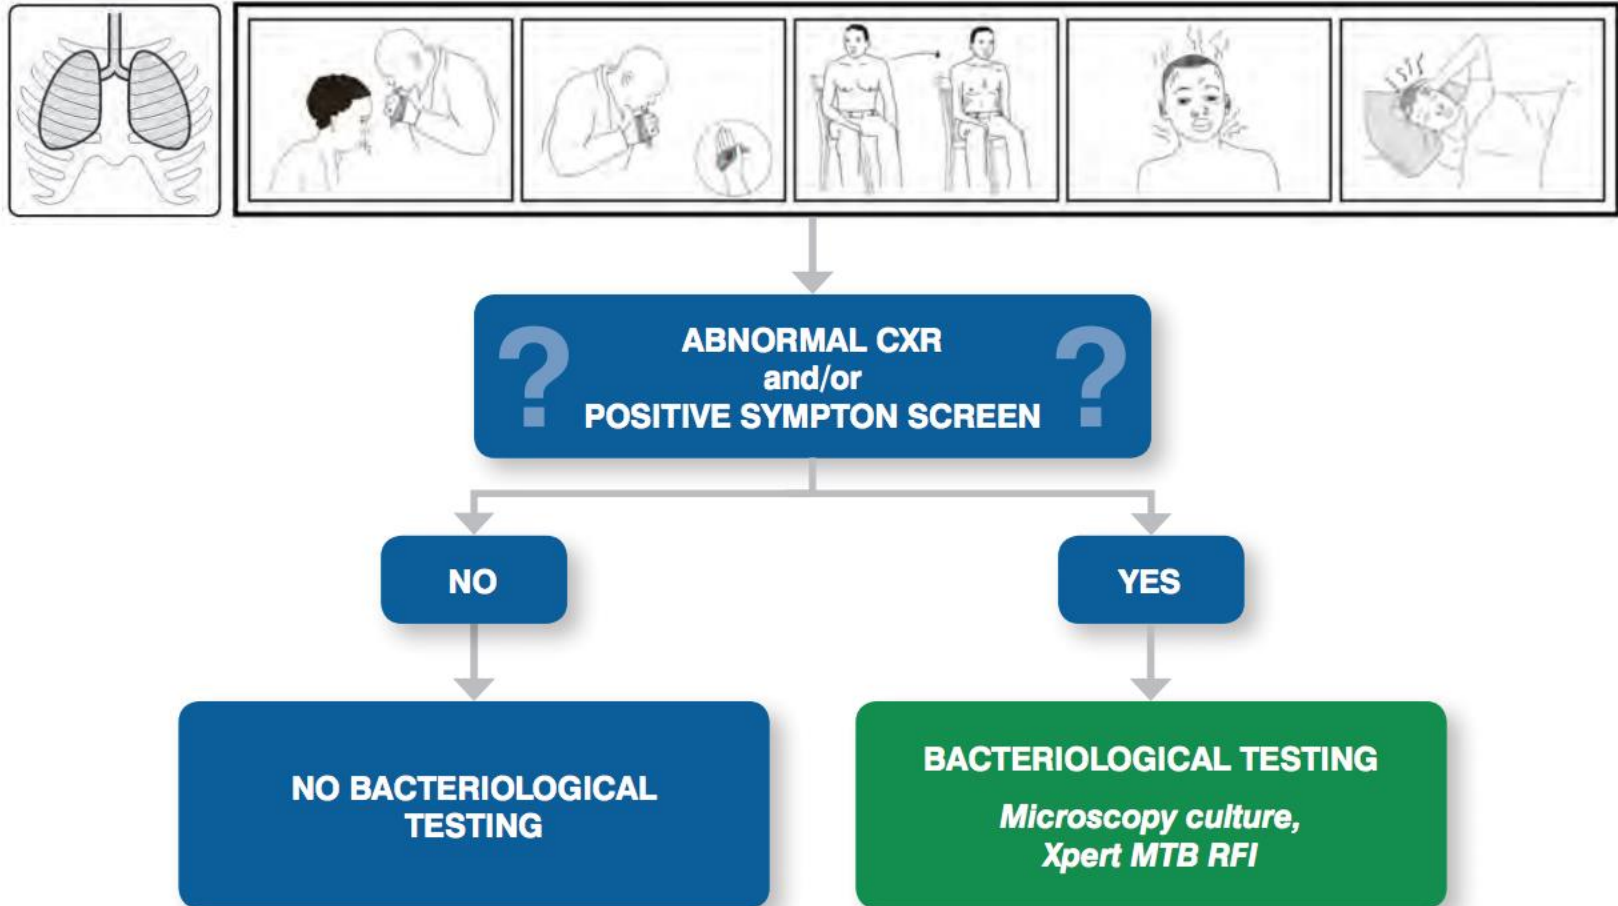 ?
ABNORMAL CXR
and/or
POSITIVE SYMPTON SCREEN
?
NO
YES
NO BACTERIOLOGICAL
TESTING
BACTERIOLOGICAL TESTING
Microscopy culture,
Xpert MTB RFI